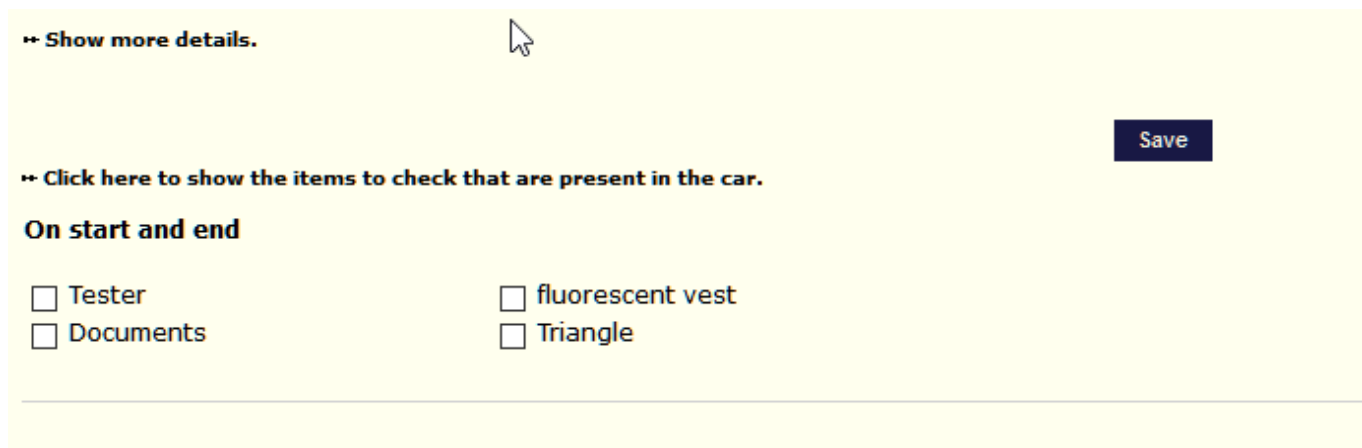 Show more details.
Save
Click here to show the items to check that are present in the car.
On start and end
Tester fluorescent vest
Documents Triangle